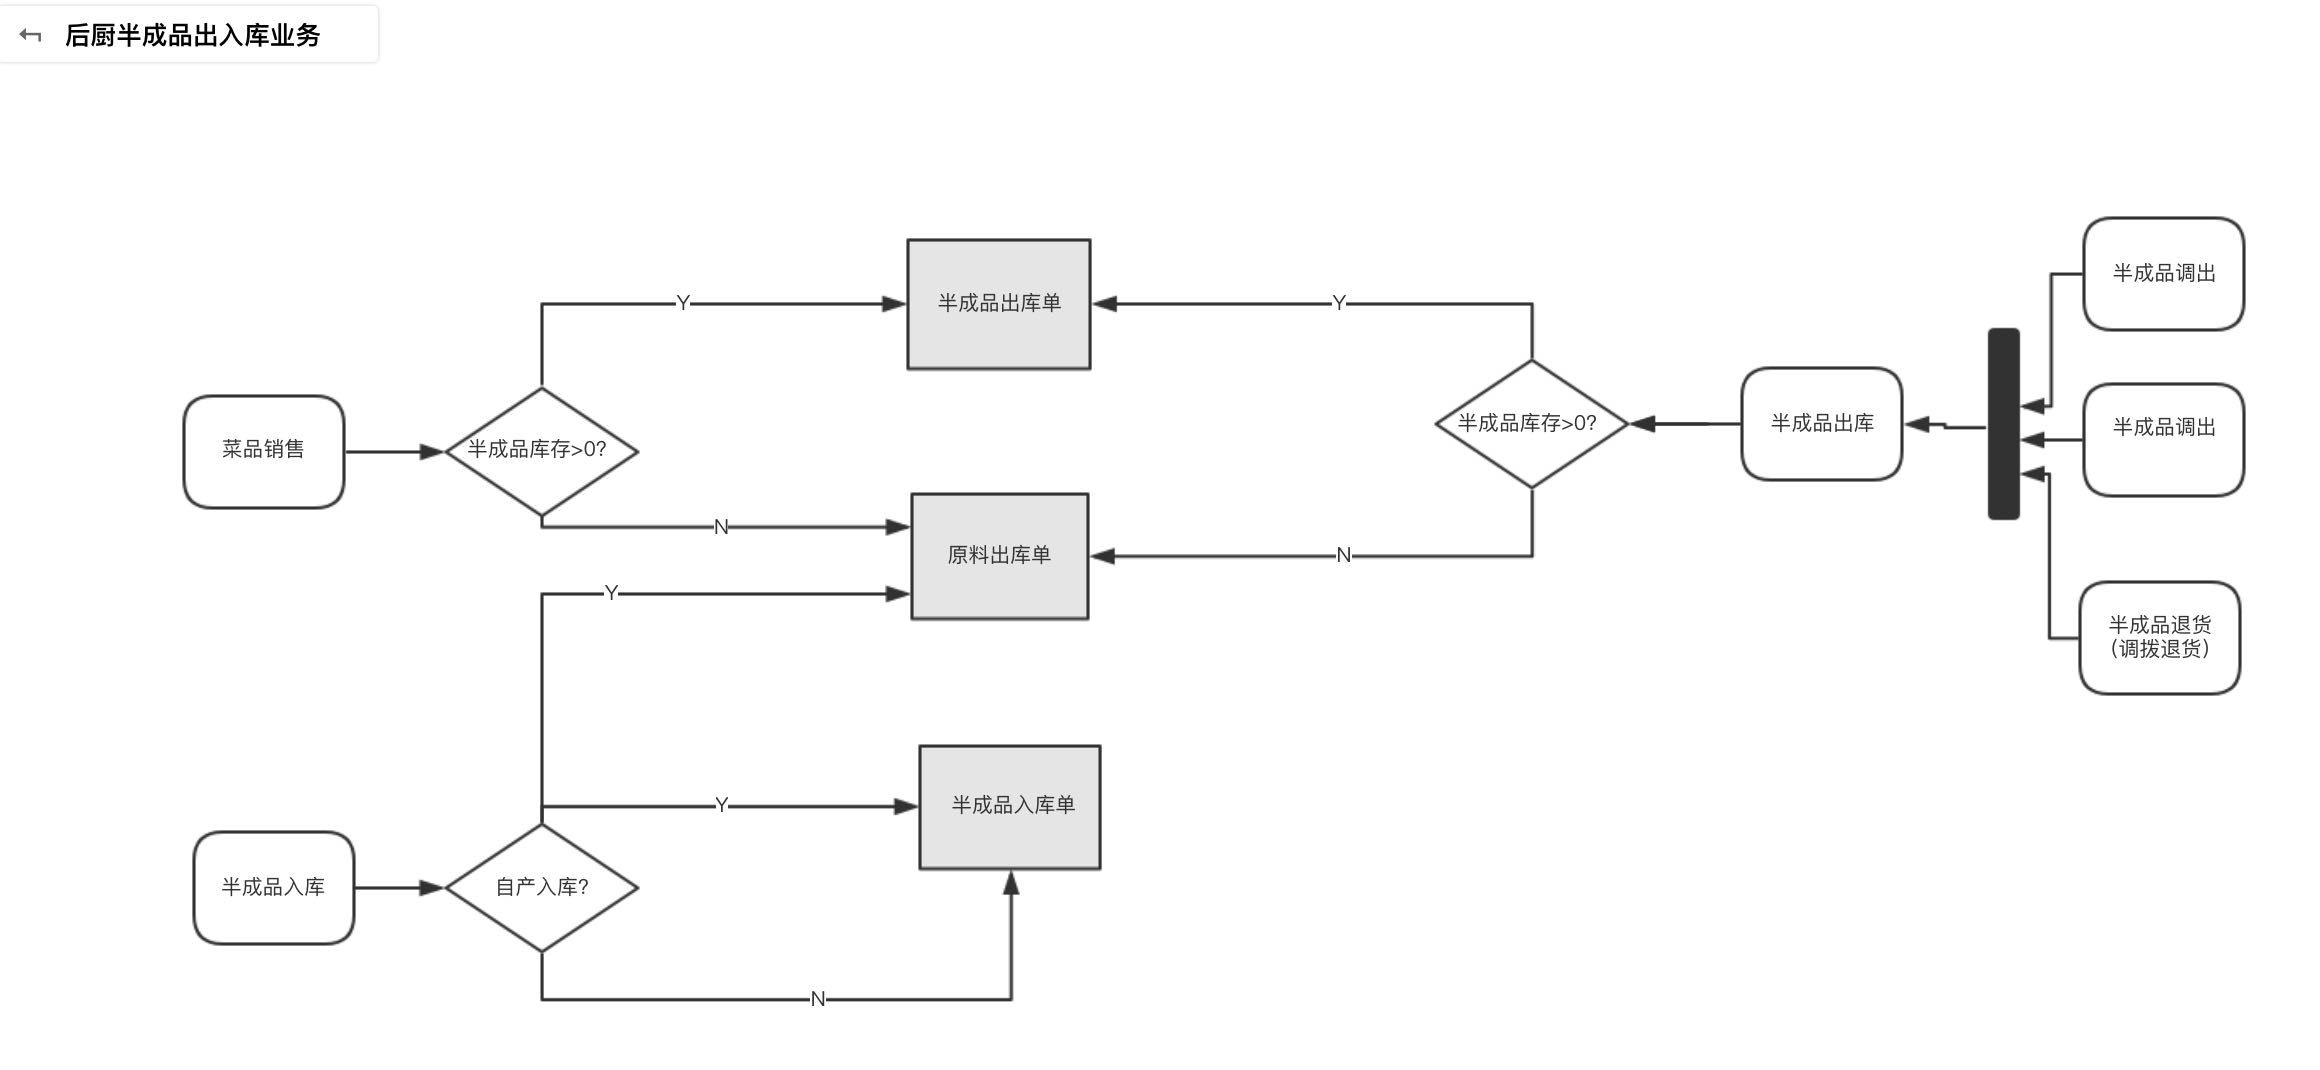 后厨半成品出入库业务
半成品调出
半成品出库单
Y
Y
半成品库存>0?
半成品出库
半成品调出
菜品销售
半成品库存>0?
N
原料出库单
N
Y
半成品退货
(调拨退货)
Y
半成品入库单
半成品入库
自产入库?
N